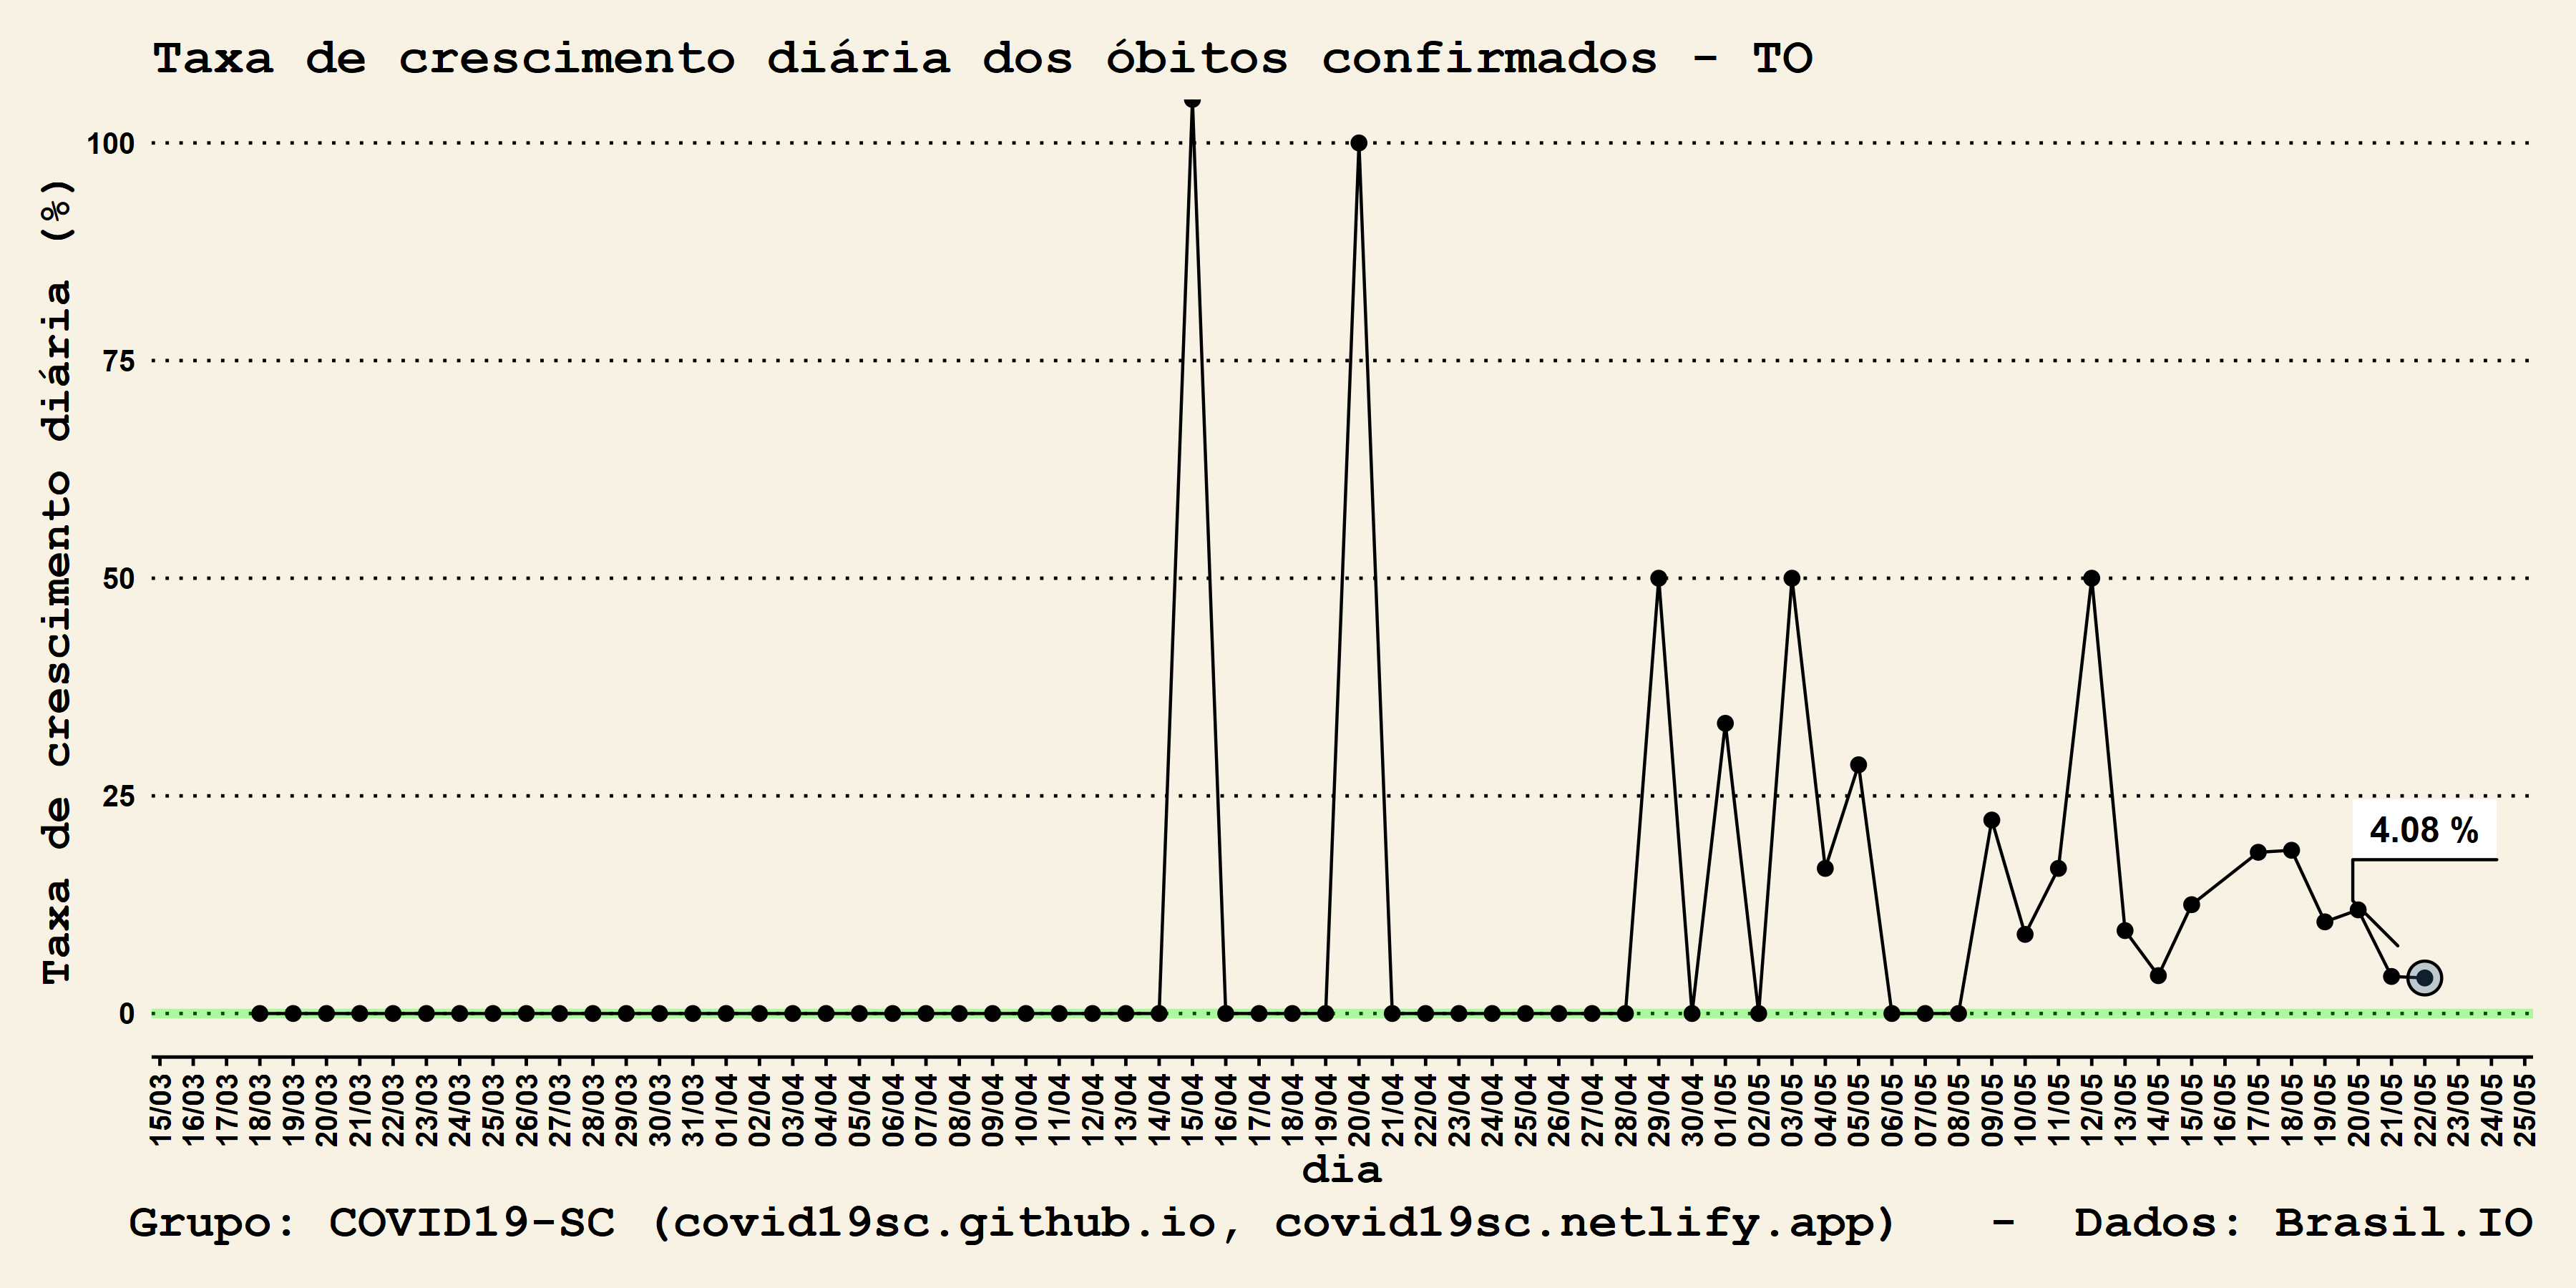 Taxa de crescimento diária dos óbitos confirmados - TO
Taxa de crescimento diária (%)
100
75
50
25
0
4.08 %
15/03 16/03 17/03 18/03 19/03 20/03 21/03 22/03 23/03 24/03 25/03 26/03 27/03 28/03 29/03 30/03 31/03 01/04 02/04 03/04 04/04 05/04 06/04 07/04 08/04 09/04 10/04 11/04 12/04 13/04 14/04 15/04 16/04 17/04 18/04 19/04 20/04 21/04 22/04 23/04 24/04 25/04 26/04 27/04 28/04 29/04 30/04 01/05 02/05 03/05 04/05 05/05 06/05 07/05 08/05 09/05 10/05 11/05 12/05 13/05 14/05 15/05 16/05 17/05 18/05 19/05 20/05 21/05 22/05 23/05 24/05 25/05
dia
Grupo: COVID19-SC (covid19sc.github.io, covid19sc.netlify.app) - Dados: Brasil.IO